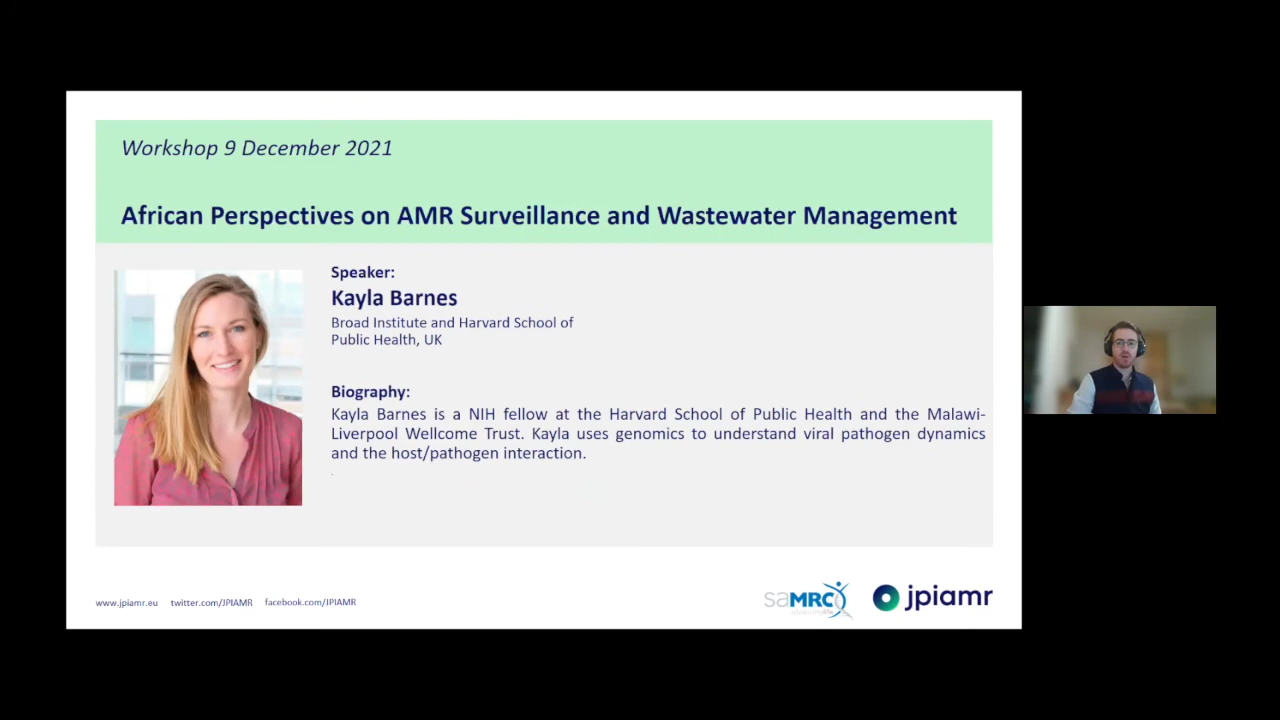 Workshop 9 December 2021
African Perspectives on AMR Surveillance and Wastewater Management
Speaker:
Kayla Barnes
Broad Institute and Harvard School of
Public Health, UK
Biography:
Kayla Barnes is a NIH fellow at the Harvard School of Public Health and the Malawi-
Liverpool Wellcome Trust. Kayla uses genomics to understand viral pathogen dynamics
and the host/pathogen interaction.
www.jpiamr.eu twitter.com/JPIAMR facebook.com/JPIAMR
saMRC
jpiamr